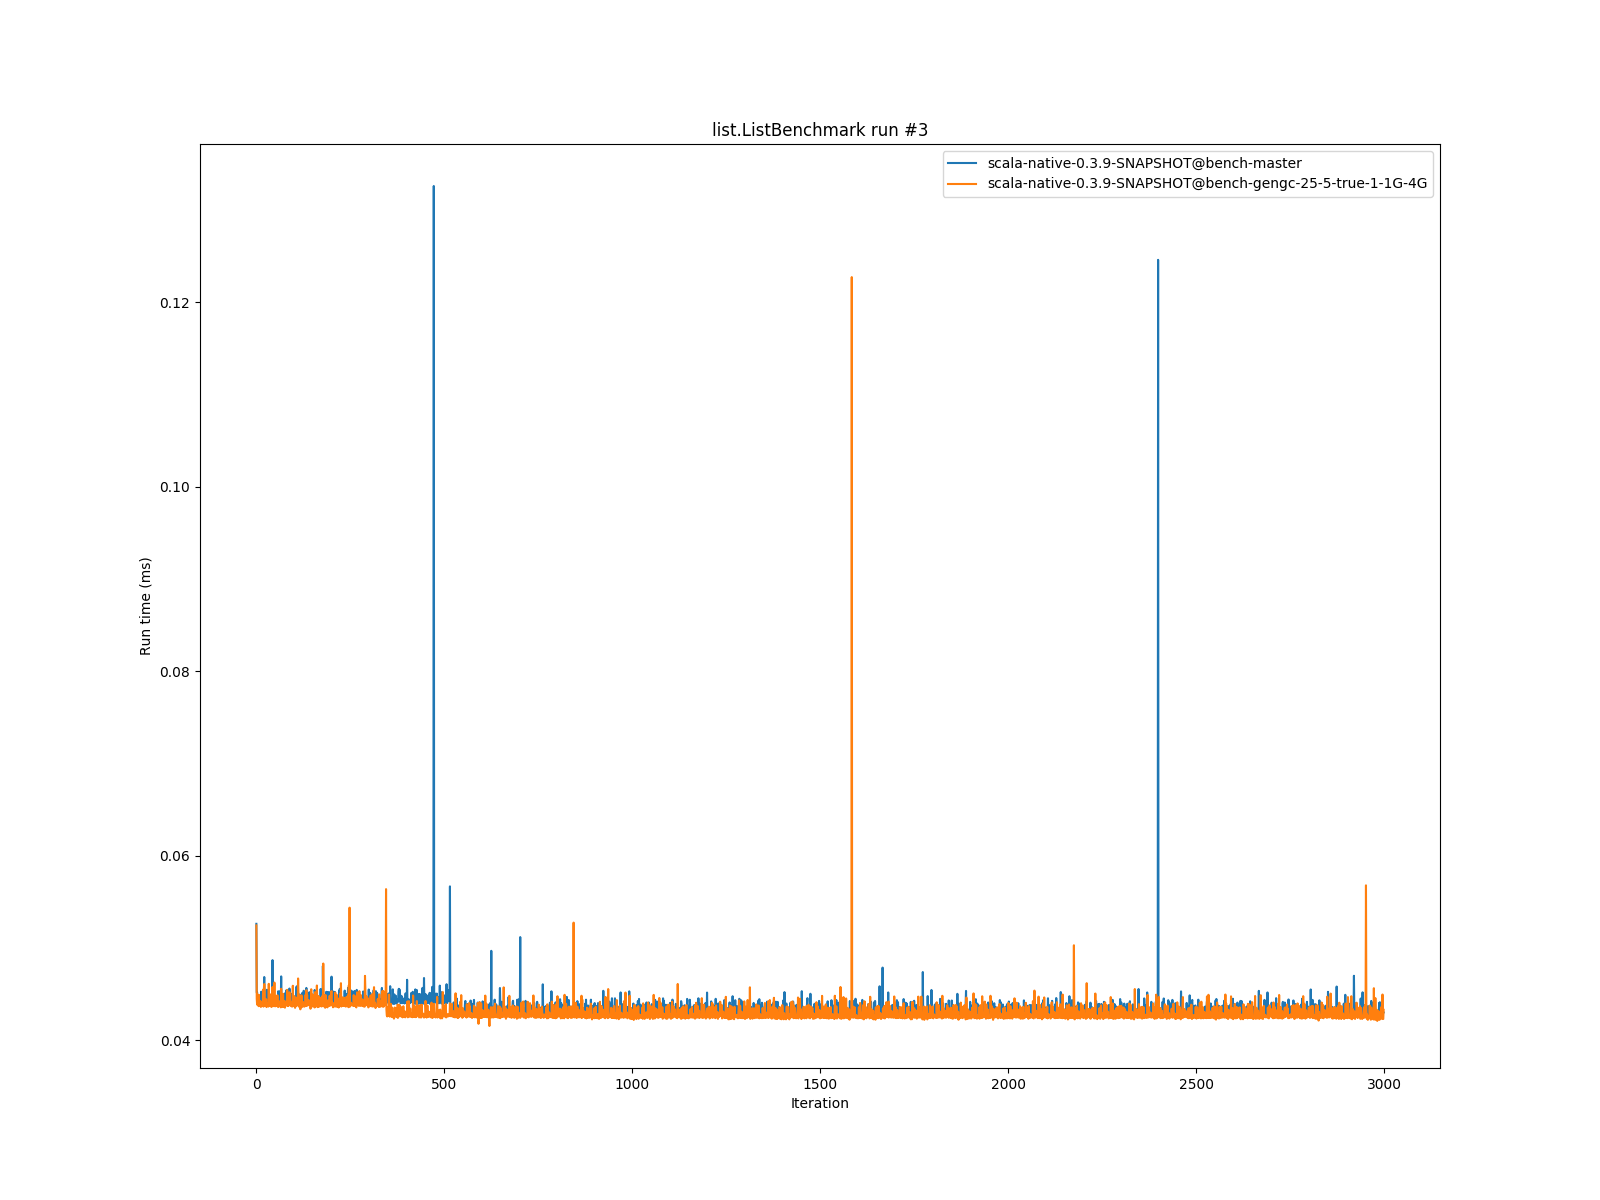 list.ListBenchmark run #3
scala-native-0.3.9-SNAPSHOT@bench-master
scala-native-0.3.9-SNAPSHOT@bench-gengc-25-5-true-1-1G-4G
0.12
0.10
0.08
0.06
0.04
Run time (ms)
0 500 1000 1500 2000 2500 3000
Iteration